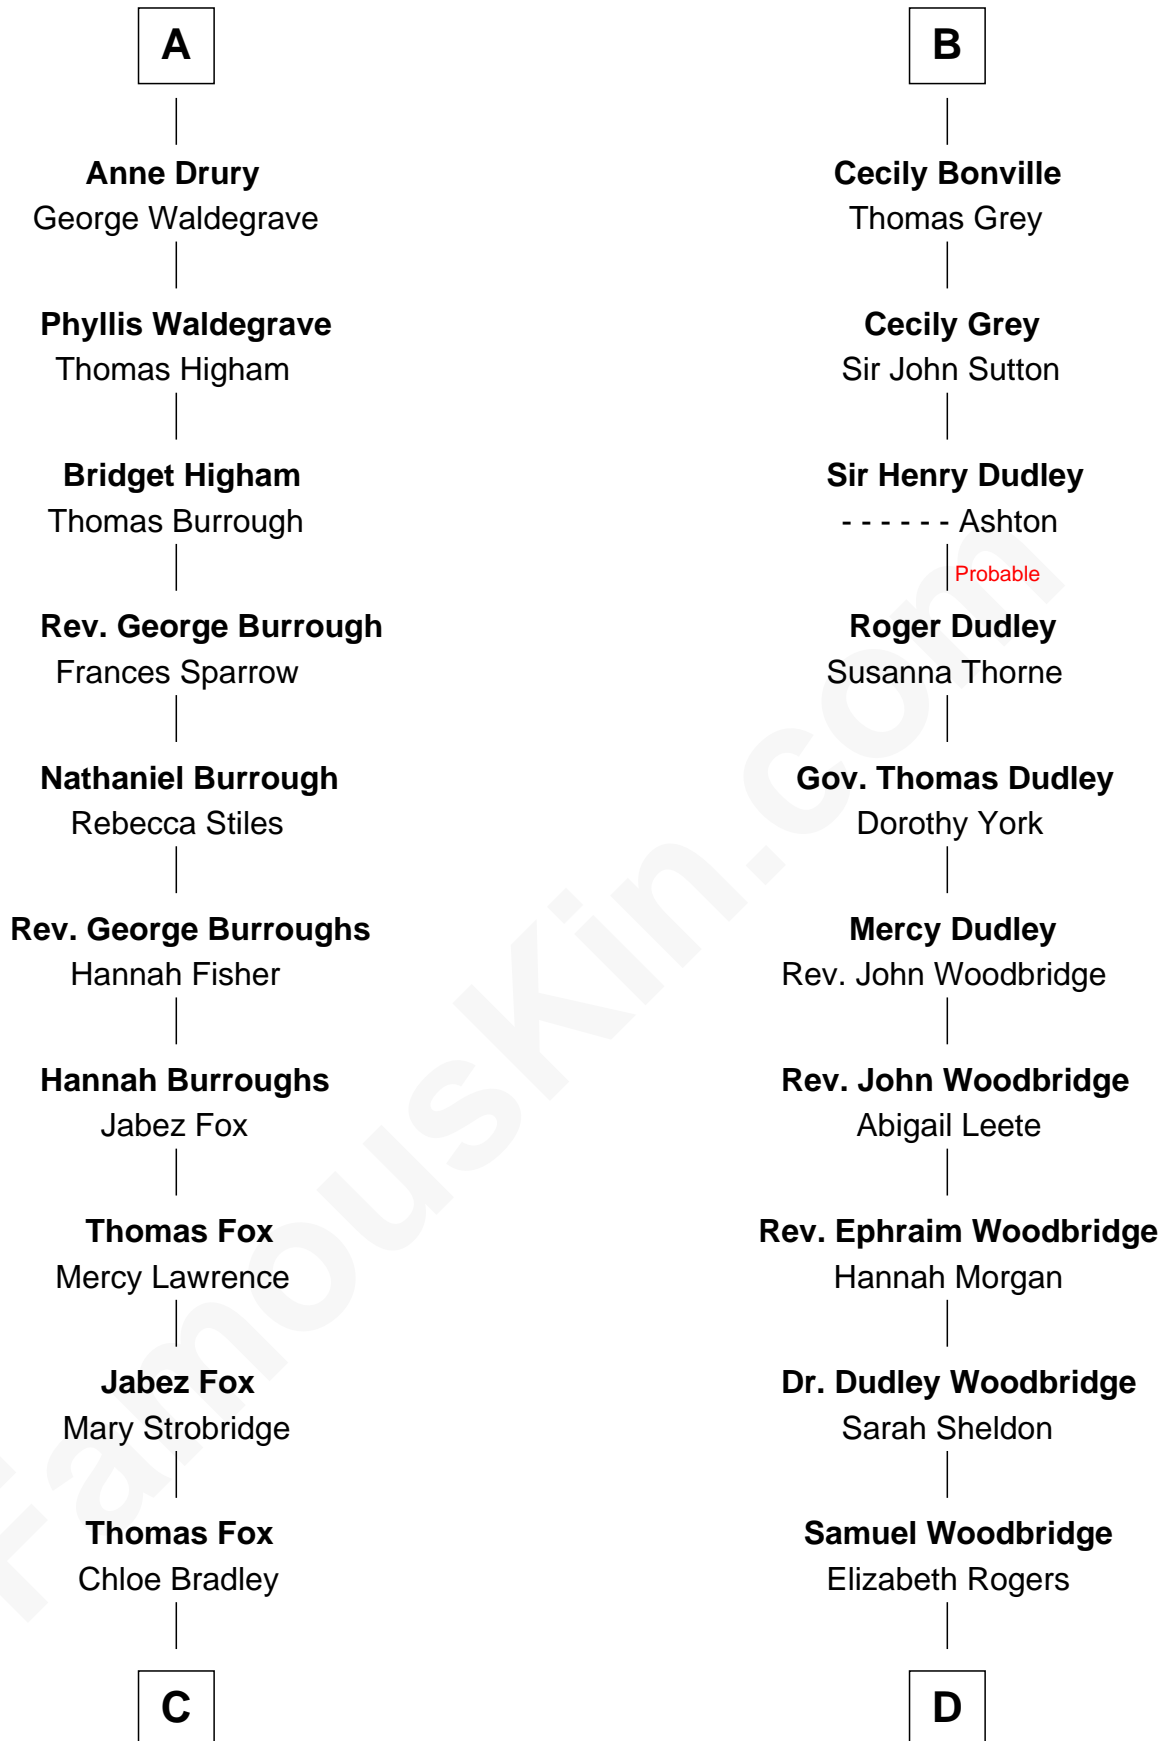 A
Anne Drury
George Waldegrave
Phyllis Waldegrave
Thomas Higham
Bridget Higham
Thomas Burrough
Rev. George Burrough
Frances Sparrow
Nathaniel Burrough
Rebecca Stiles
Rev. George Burroughs
Hannah Fisher
Hannah Burroughs
Jabez Fox
Thomas Fox
Mercy Lawrence
Jabez Fox
Mary Strobridge
Thomas Fox
Chloe Bradley
C
B
Cecily Bonville
Thomas Grey
Cecily Grey
Sir John Sutton
Sir Henry Dudley
- - - - - - Ashton
Probable
Roger Dudley
Susanna Thorne
Gov. Thomas Dudley
Dorothy York
Mercy Dudley
Rev. John Woodbridge
Rev. John Woodbridge
Abigail Leete
Rev. Ephraim Woodbridge
Hannah Morgan
Dr. Dudley Woodbridge
Sarah Sheldon
Samuel Woodbridge
Elizabeth Rogers
D
FamousKin.com